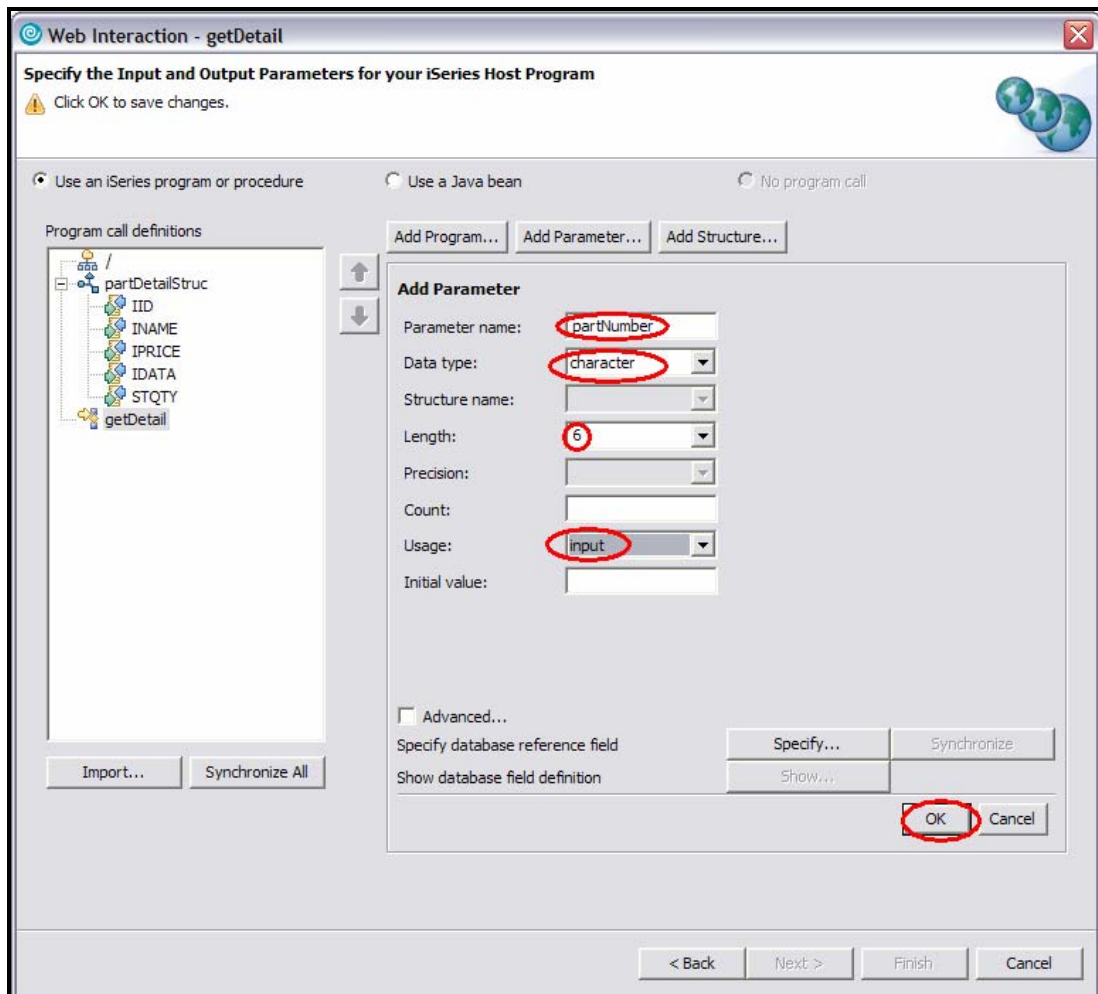 Web Interaction - getDetail
Specify the Input and Output Parameters for your iSeries Host Program
Click OK to save changes.
Use an iSeries program or procedure
Use a Java bean
No program call
Program call definitions
/
partDetailStruc
IID
INAME
IPRICE
IDATA
STQTY
getDetail
Import...
Synchronize All
Add Program...
Add Parameter...
Add Structure...
Add Parameter
Parameter name: partNumber
Data type: character
Structure name:
Length: 6
Precision:
Count:
Usage: input
Initial value:
Advanced...
Specify database reference field
Specify...
Synchronize
Show database field definition
Show...
OK
Cancel
< Back
Next >
Finish
Cancel